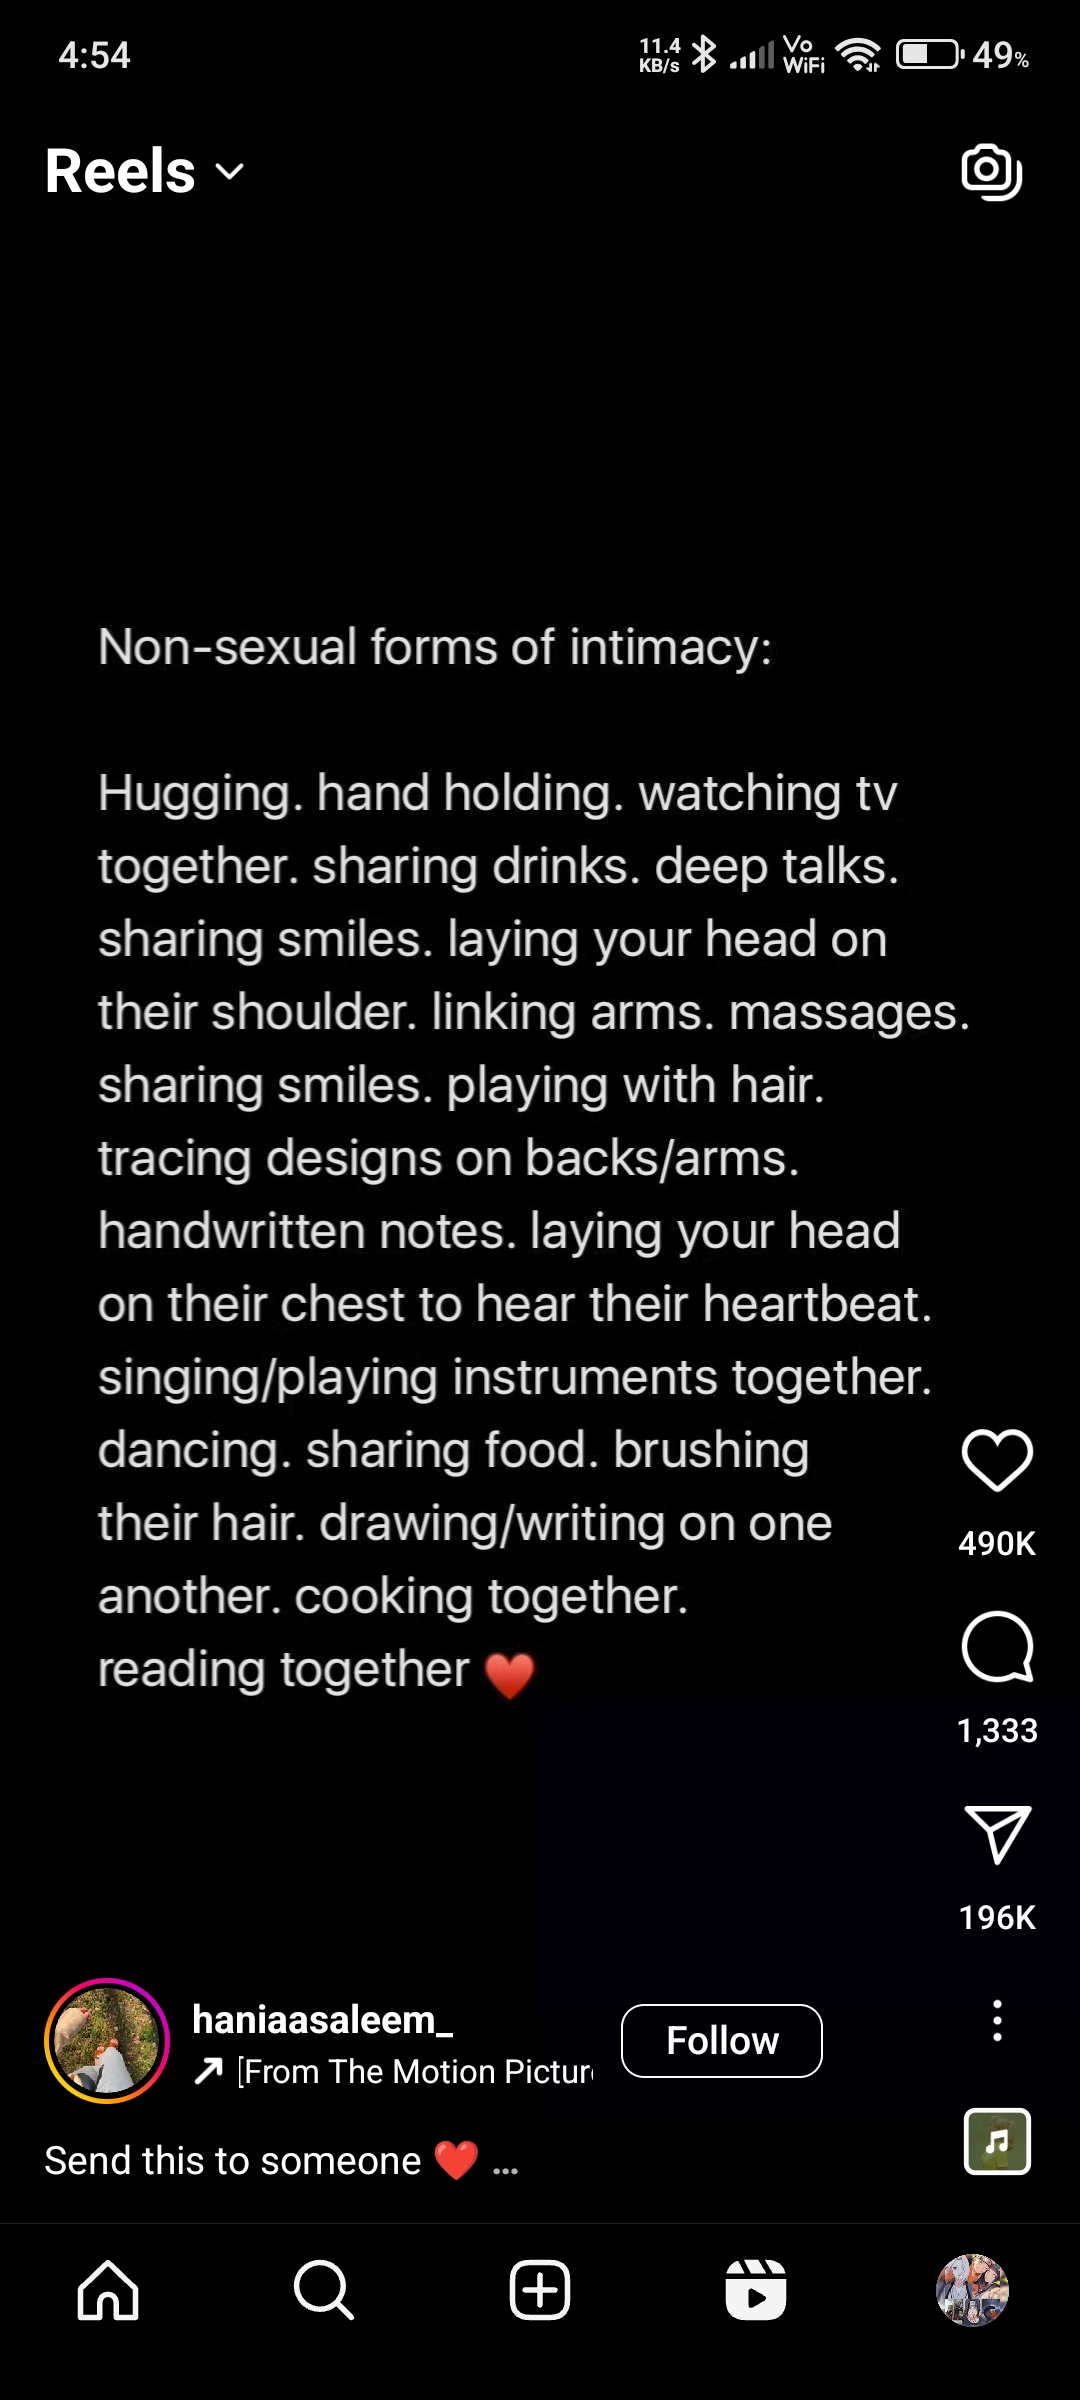 4:54
11.4 KB/s Vo WiFi 49%
Reels
Non-sexual forms of intimacy:
Hugging. hand holding. watching tv
together. sharing drinks. deep talks.
sharing smiles. laying your head on
their shoulder. linking arms. massages.
sharing smiles. playing with hair.
tracing designs on backs/arms.
handwritten notes. laying your head
on their chest to hear their heartbeat.
singing/playing instruments together.
dancing. sharing food. brushing
their hair. drawing/writing on one
another. cooking together.
reading together ♥️
490K
1,333
196K
haniaasaleem_
Follow
[From The Motion Pictur
Send this to someone ❤️ ...